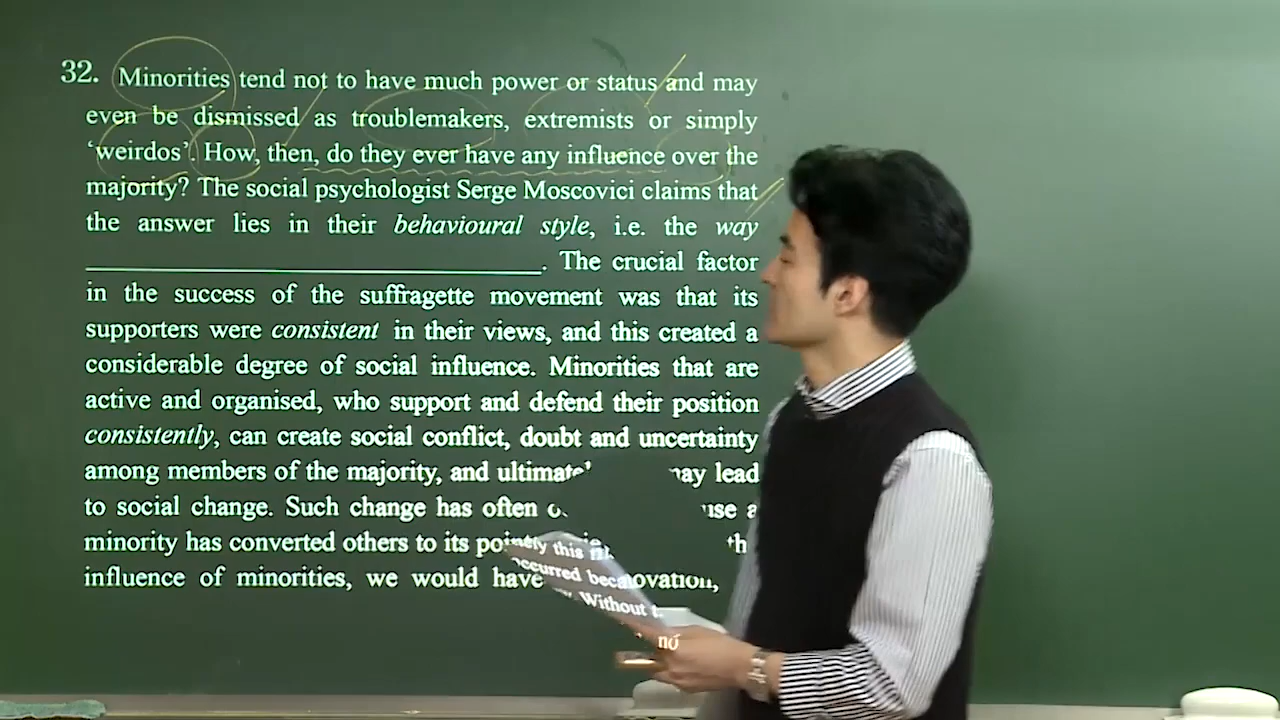 32. Minorities tend not to have much power or status and may
even be dismissed as troublemakers, extremists or simply
‘weirdos’. How, then, do they ever have any influence over the
majority? The social psychologist Serge Moscovici claims that
the answer lies in their behavioural style, i.e. the way
. The crucial factor
in the success of the suffragette movement was that its
supporters were consistent in their views, and this created a
considerable degree of social influence. Minorities that are
active and organised, who support and defend their position
consistently, can create social conflict, doubt and uncertainty
among members of the majority, and lead
to social change. Such change has often a
minority has converted others to its
influence of minorities, we would have
this
occurred
Without
no